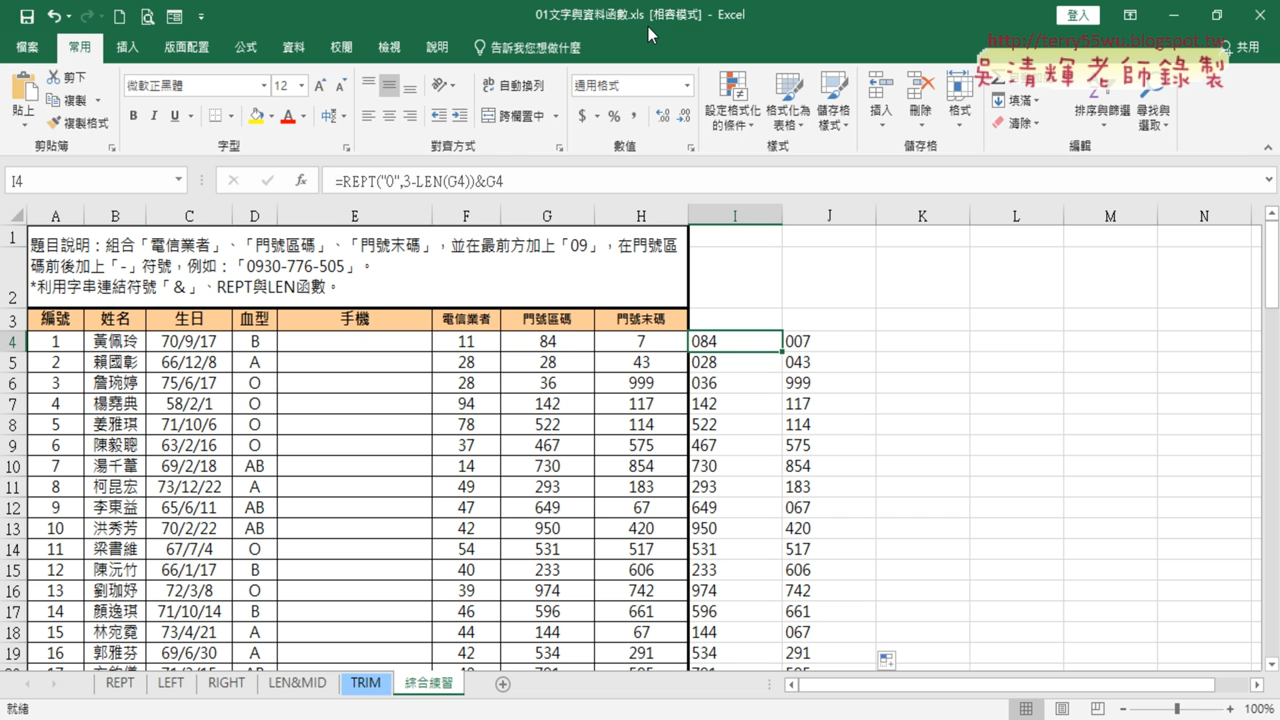 01文字與資料函數.xls [相容模式] - Excel
登入
http://terry55wu.blogspot.tw
吳清輝老師錄製
檔案 常用 插入 版面配置 公式 資料 校閱 檢視 說明 告訴我您想做什麼 共用
貼上 剪下 複製 複製格式 剪貼簿
微軟正黑體 12 B I U A 中 字型
自動換列 跨欄置中 對齊方式
通用格式 $ % , 數值
設定格式化的條件 格式化為表格 儲存格樣式 樣式
插入 刪除 格式 儲存格
填滿 清除 排序與篩選 尋找與選取 編輯
I4 fx =REPT("0",3-LEN(G4))&G4
A B C D E F G H I J K L M N
1 題目說明：組合「電信業者」、「門號區碼」、「門號末碼」，並在最前方加上「09」，在門號區
碼前後加上「-」符號，例如：「0930-776-505」。
2 *利用字串連結符號「&」、REPT與LEN函數。
3 編號 姓名 生日 血型 手機 電信業者 門號區碼 門號末碼
4 1 黃佩玲 70/9/17 B 11 84 7 084 007
5 2 賴國彰 66/12/8 A 28 28 43 028 043
6 3 詹琬婷 75/6/17 O 28 36 999 036 999
7 4 楊堯典 58/2/1 O 94 142 117 142 117
8 5 姜雅琪 71/10/6 O 78 522 114 522 114
9 6 陳毅聰 63/2/16 O 37 467 575 467 575
10 7 湯千薰 69/2/18 AB 14 730 854 730 854
11 8 柯昆宏 73/12/22 A 49 293 183 293 183
12 9 李東益 65/6/11 AB 47 649 67 649 067
13 10 洪秀芳 70/2/22 AB 42 950 420 950 420
14 11 梁書維 67/7/4 O 54 531 517 531 517
15 12 陳沅竹 66/1/17 B 40 233 606 233 606
16 13 劉珈妤 72/3/8 O 39 974 742 974 742
17 14 顏逸琪 71/10/14 B 46 596 661 596 661
18 15 林宛霓 73/4/21 A 44 144 67 144 067
19 16 郭雅芬 69/6/30 A 42 534 291 534 291
REPT LEFT RIGHT LEN&MID TRIM 綜合練習
就緒 100%